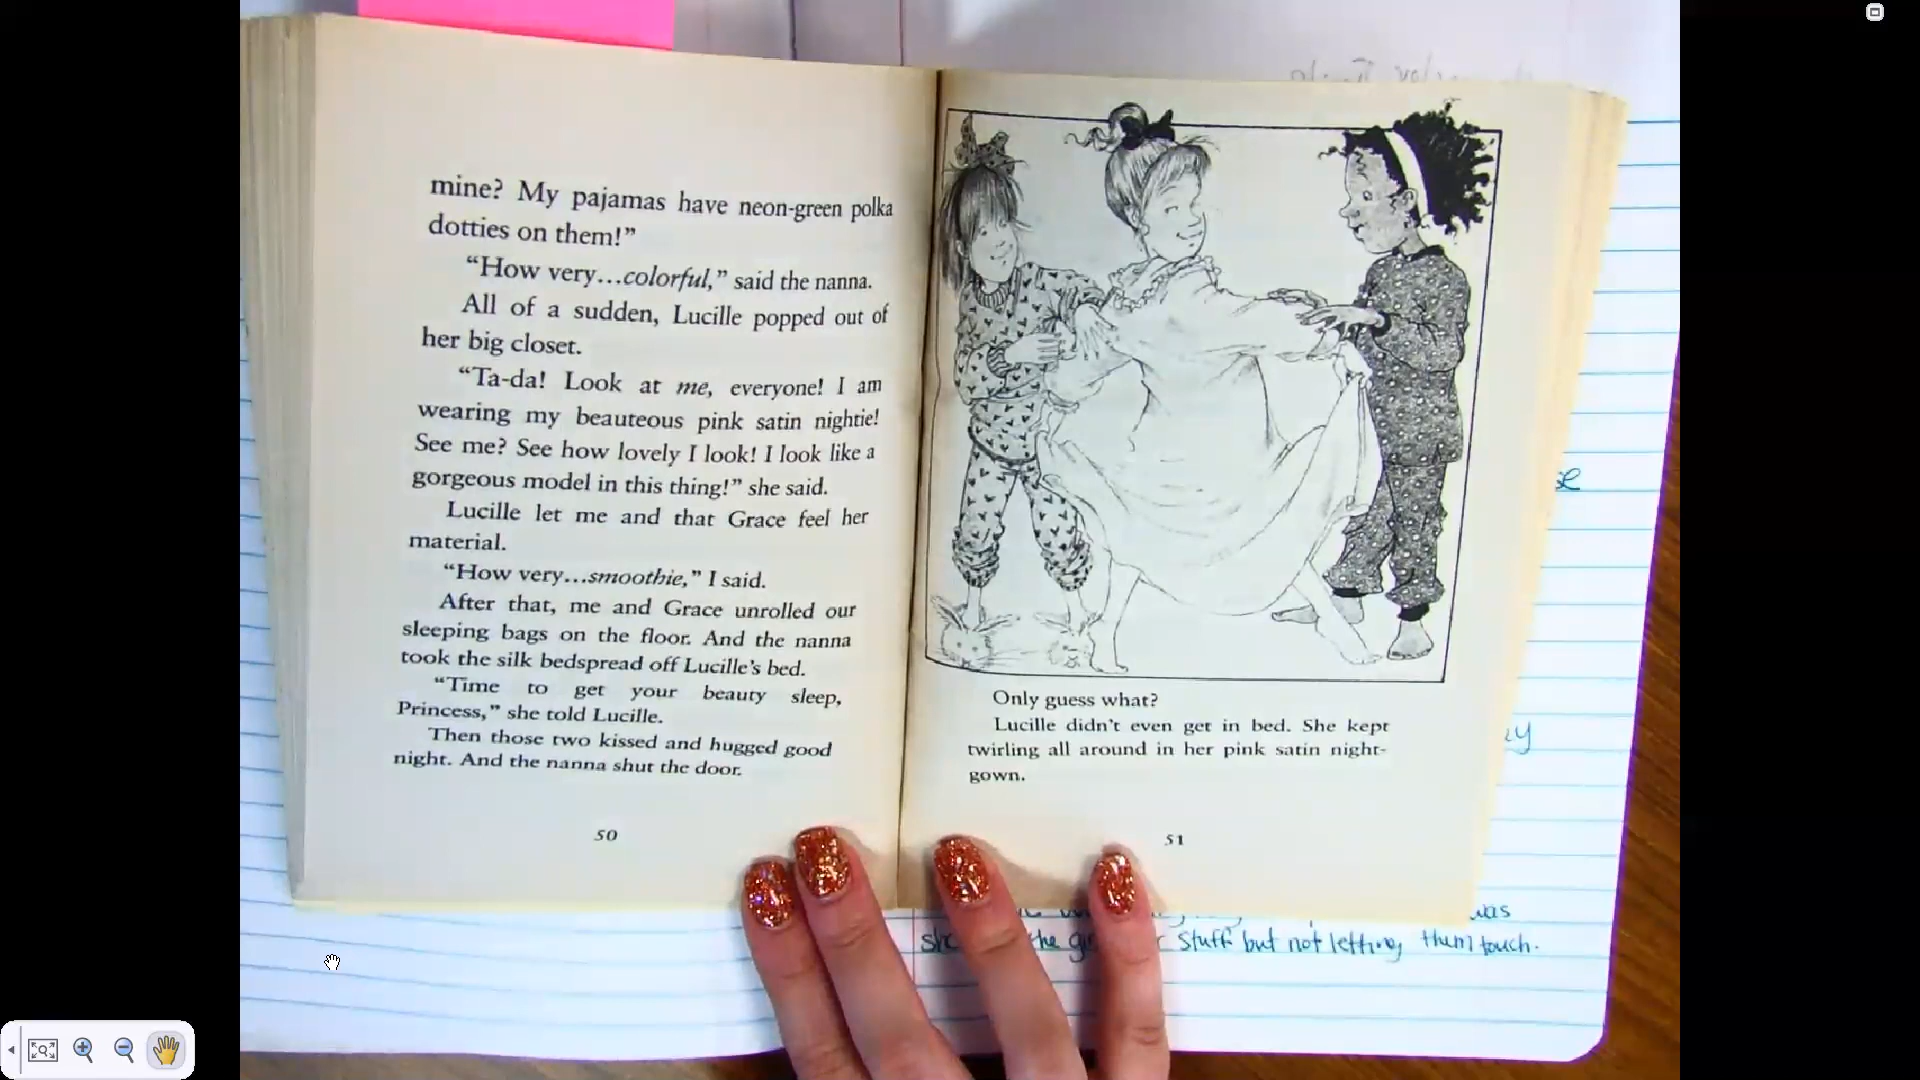 mine? My pajamas have neon-green polka
dotties on them!”
“How very...colorful,” said the nanna.
All of a sudden, Lucille popped out of
her big closet.
“Ta-da! Look at me, everyone! I am
wearing my beauteous pink satin nightie!
See me? See how lovely I look! I look like a
gorgeous model in this thing!” she said.
Lucille let me and that Grace feel her
material.
“How very...smoothie,” I said.
After that, me and Grace unrolled our
sleeping bags on the floor. And the nanna
took the silk bedspread off Lucille’s bed.
“Time to get your beauty sleep,
Princess,” she told Lucille.
Then those two kissed and hugged good
night. And the nanna shut the door.
50
Only guess what?
Lucille didn’t even get in bed. She kept
twirling all around in her pink satin night-
gown.
51
was
the stuff but not letting them touch.